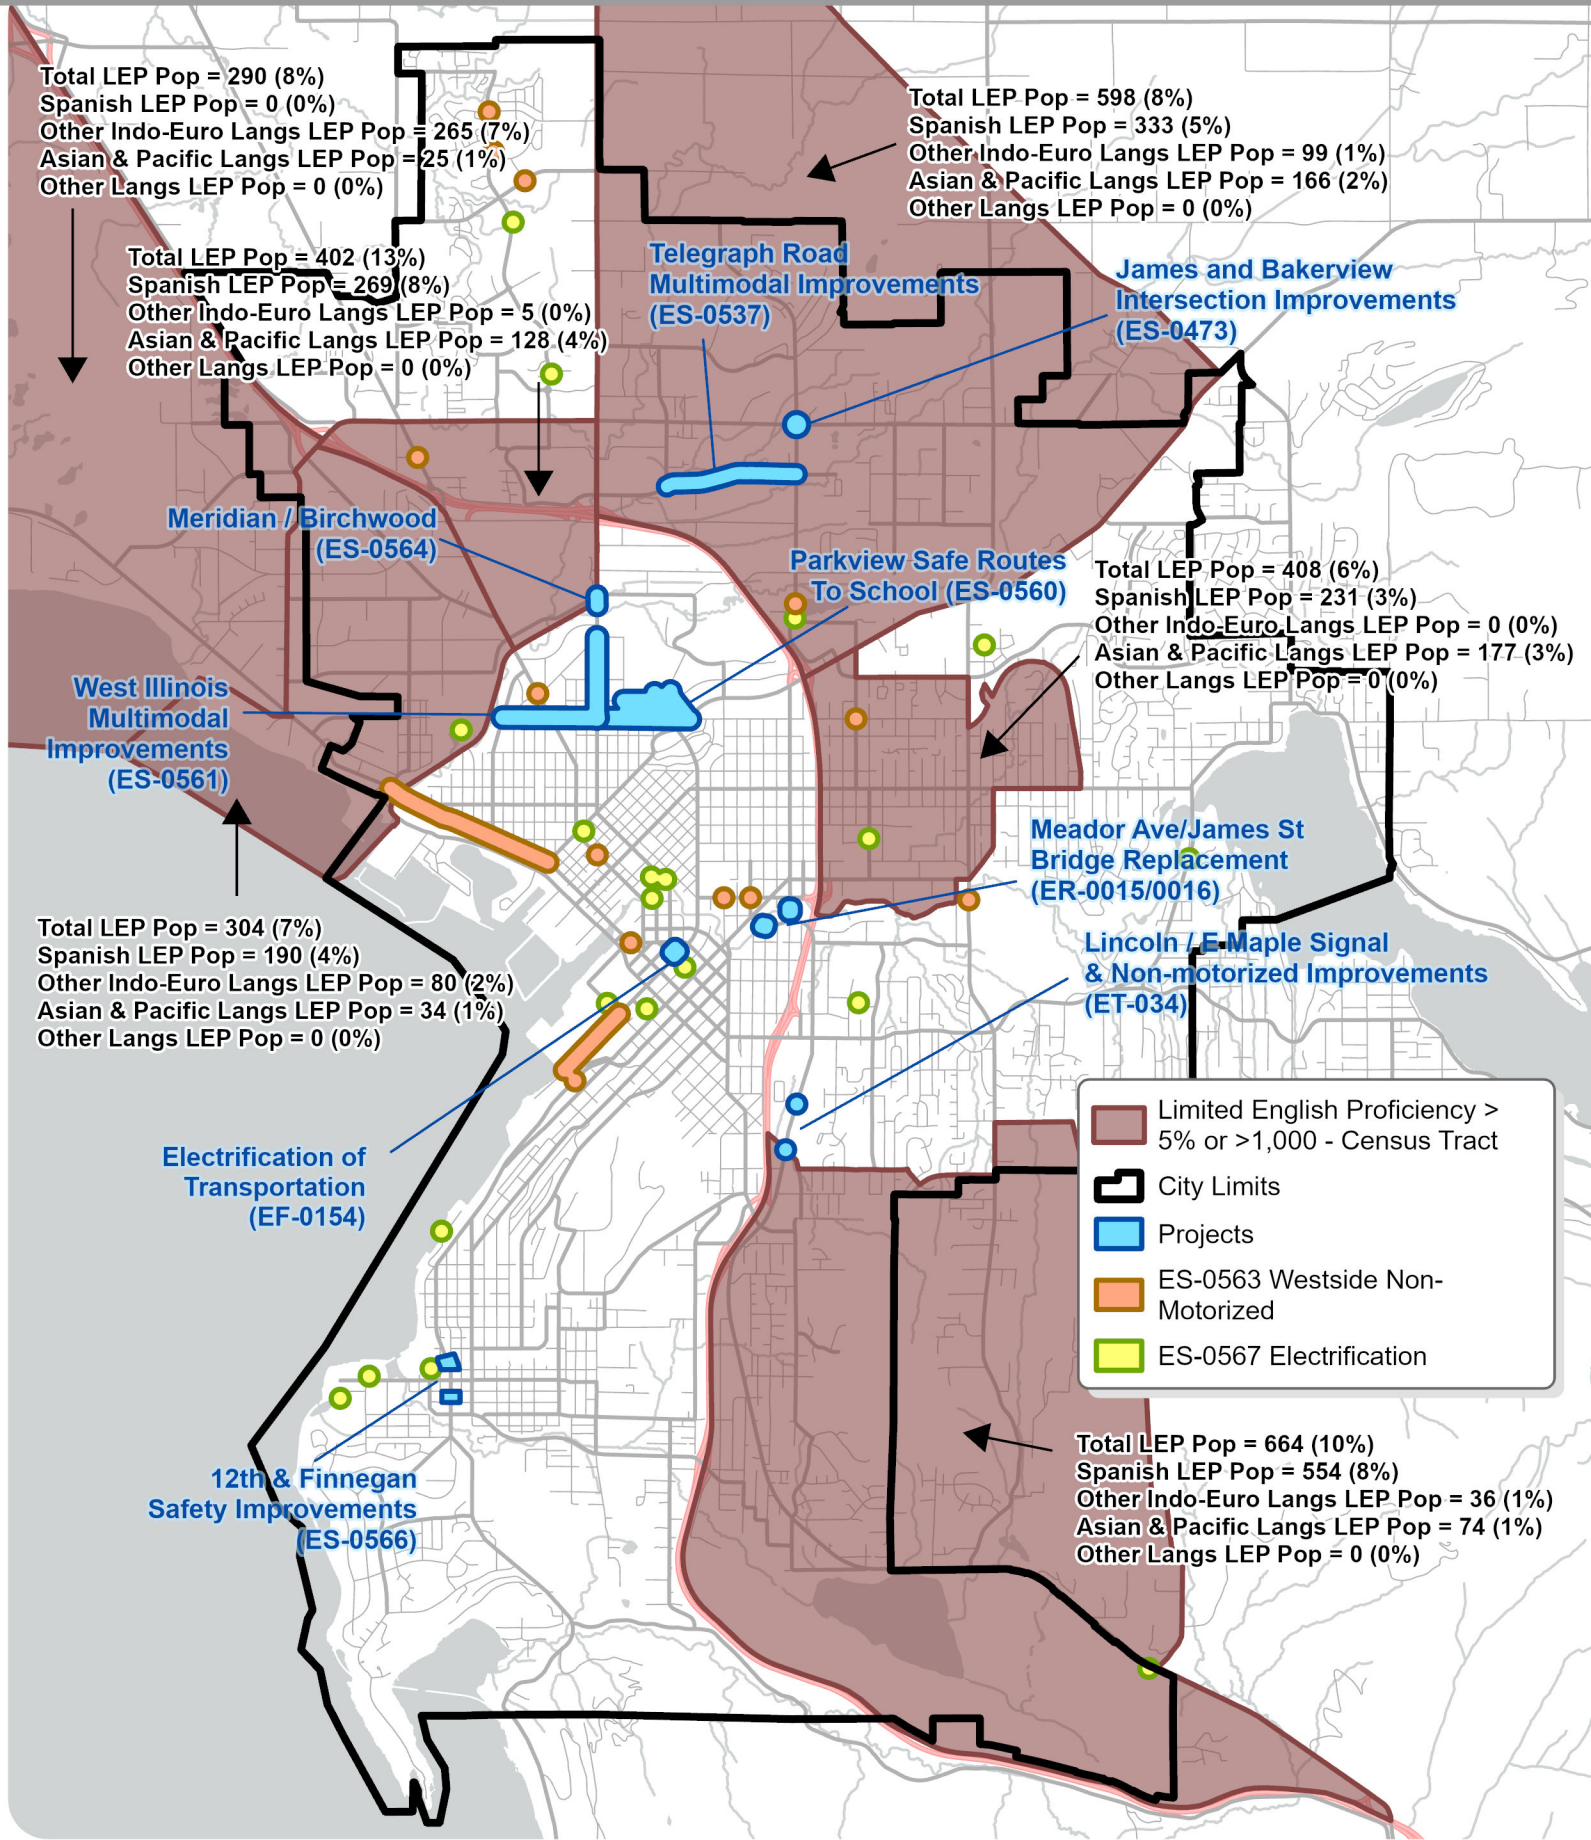 Total LEP Pop = 290 (8%)
Spanish LEP Pop = 0 (0%)
Other Indo-Euro Langs LEP Pop = 265 (7%)
Asian & Pacific Langs LEP Pop = 25 (1%)
Other Langs LEP Pop = 0 (0%)
Total LEP Pop = 598 (8%)
Spanish LEP Pop = 333 (5%)
Other Indo-Euro Langs LEP Pop = 99 (1%)
Asian & Pacific Langs LEP Pop = 166 (2%)
Other Langs LEP Pop = 0 (0%)
Total LEP Pop = 402 (13%)
Spanish LEP Pop = 269 (8%)
Other Indo-Euro Langs LEP Pop = 5 (0%)
Asian & Pacific Langs LEP Pop = 128 (4%)
Other Langs LEP Pop = 0 (0%)
Telegraph Road
Multimodal Improvements
(ES-0537)
James and Bakerview
Intersection Improvements
(ES-0473)
Meridian / Birchwood
(ES-0564)
Parkview Safe Routes
To School (ES-0560)
Total LEP Pop = 408 (6%)
Spanish LEP Pop = 231 (3%)
Other Indo-Euro Langs LEP Pop = 0 (0%)
Asian & Pacific Langs LEP Pop = 177 (3%)
Other Langs LEP Pop = 0 (0%)
West Illinois
Multimodal
Improvements
(ES-0561)
Meador Ave/James St
Bridge Replacement
(ER-0015/0016)
Total LEP Pop = 304 (7%)
Spanish LEP Pop = 190 (4%)
Other Indo-Euro Langs LEP Pop = 80 (2%)
Asian & Pacific Langs LEP Pop = 34 (1%)
Other Langs LEP Pop = 0 (0%)
Lincoln / E Maple Signal
& Non-motorized Improvements
(ET-034)
Electrification of
Transportation
(EF-0154)
Limited English Proficiency >
5% or >1,000 - Census Tract
City Limits
Projects
ES-0563 Westside Non-
Motorized
ES-0567 Electrification
12th & Finnegan
Safety Improvements
(ES-0566)
Total LEP Pop = 664 (10%)
Spanish LEP Pop = 554 (8%)
Other Indo-Euro Langs LEP Pop = 36 (1%)
Asian & Pacific Langs LEP Pop = 74 (1%)
Other Langs LEP Pop = 0 (0%)